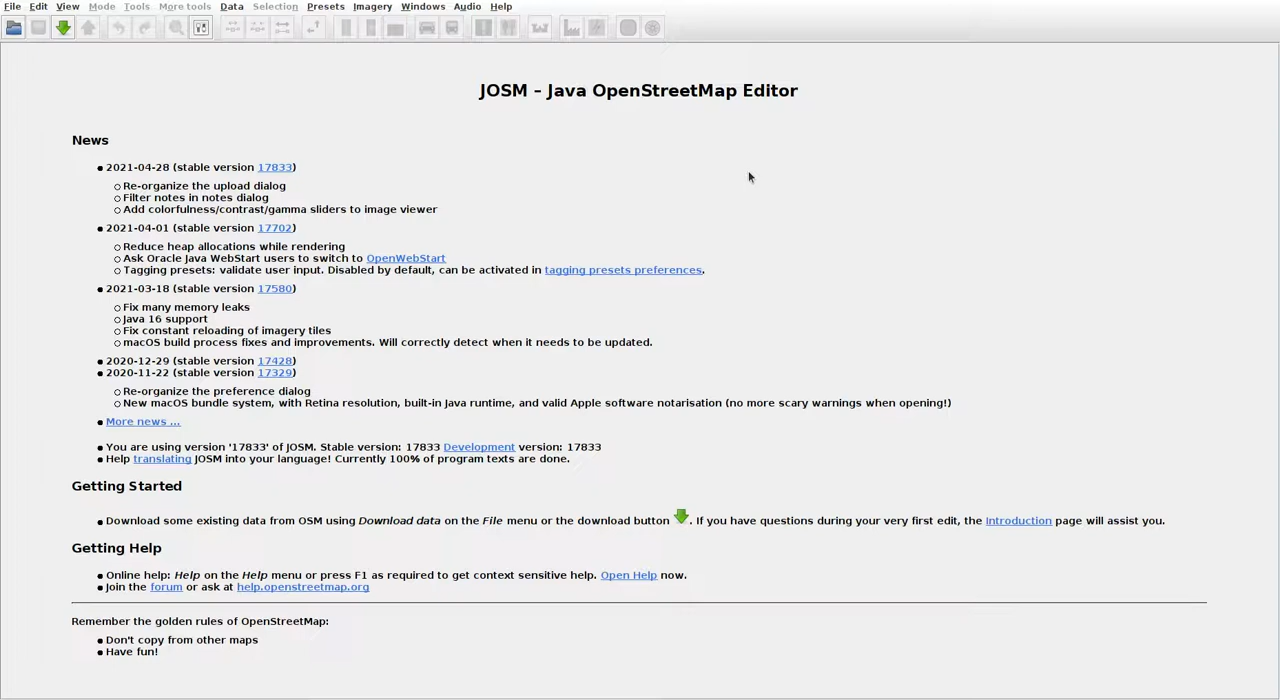 File Edit View Mode Tools More tools Data Selection Presets Imagery Windows Audio Help
JOSM – Java OpenStreetMap Editor
News
2021-04-28 (stable version 17833)
Re-organize the upload dialog
Filter notes in notes dialog
Add colorfulness/contrast/gamma sliders to image viewer
2021-04-01 (stable version 17702)
Reduce heap allocations while rendering
Ask Oracle Java WebStart users to switch to OpenWebStart
Tagging presets: validate user input. Disabled by default, can be activated in tagging presets preferences.
2021-03-18 (stable version 17580)
Fix many memory leaks
Java 16 support
Fix constant reloading of imagery tiles
macOS build process fixes and improvements. Will correctly detect when it needs to be updated.
2020-12-29 (stable version 17428)
2020-11-22 (stable version 17329)
Re-organize the preference dialog
New macOS bundle system, with Retina resolution, built-in Java runtime, and valid Apple software notarisation (no more scary warnings when opening!)
More news ...
You are using version '17833' of JOSM. Stable version: 17833 Development version: 17833
Help translating JOSM into your language! Currently 100% of program texts are done.
Getting Started
Download some existing data from OSM using Download data on the File menu or the download button . If you have questions during your very first edit, the Introduction page will assist you.
Getting Help
Online help: Help on the Help menu or press F1 as required to get context sensitive help. Open Help now.
Join the forum or ask at help.openstreetmap.org
Remember the golden rules of OpenStreetMap:
Don't copy from other maps
Have fun!